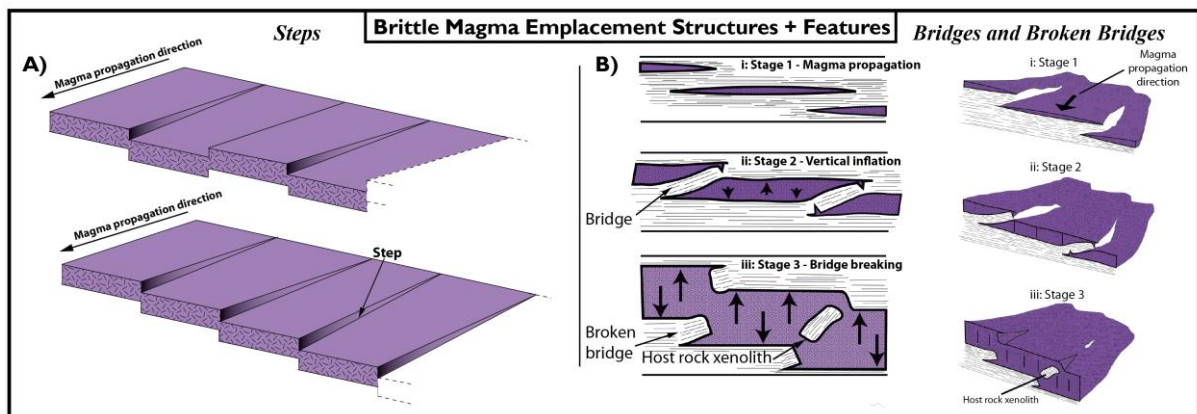 Brittle Magma Emplacement Structures + Features
Steps
Bridges and Broken Bridges
A)
Magma propagation direction
Magma propagation direction
Step
B)
i: Stage 1 - Magma propagation
ii: Stage 2 - Vertical inflation
Bridge
iii: Stage 3 - Bridge breaking
Broken
bridge
Host rock xenolith
i: Stage 1
Magma
propagation
direction
ii: Stage 2
iii: Stage 3
Host rock xenolith